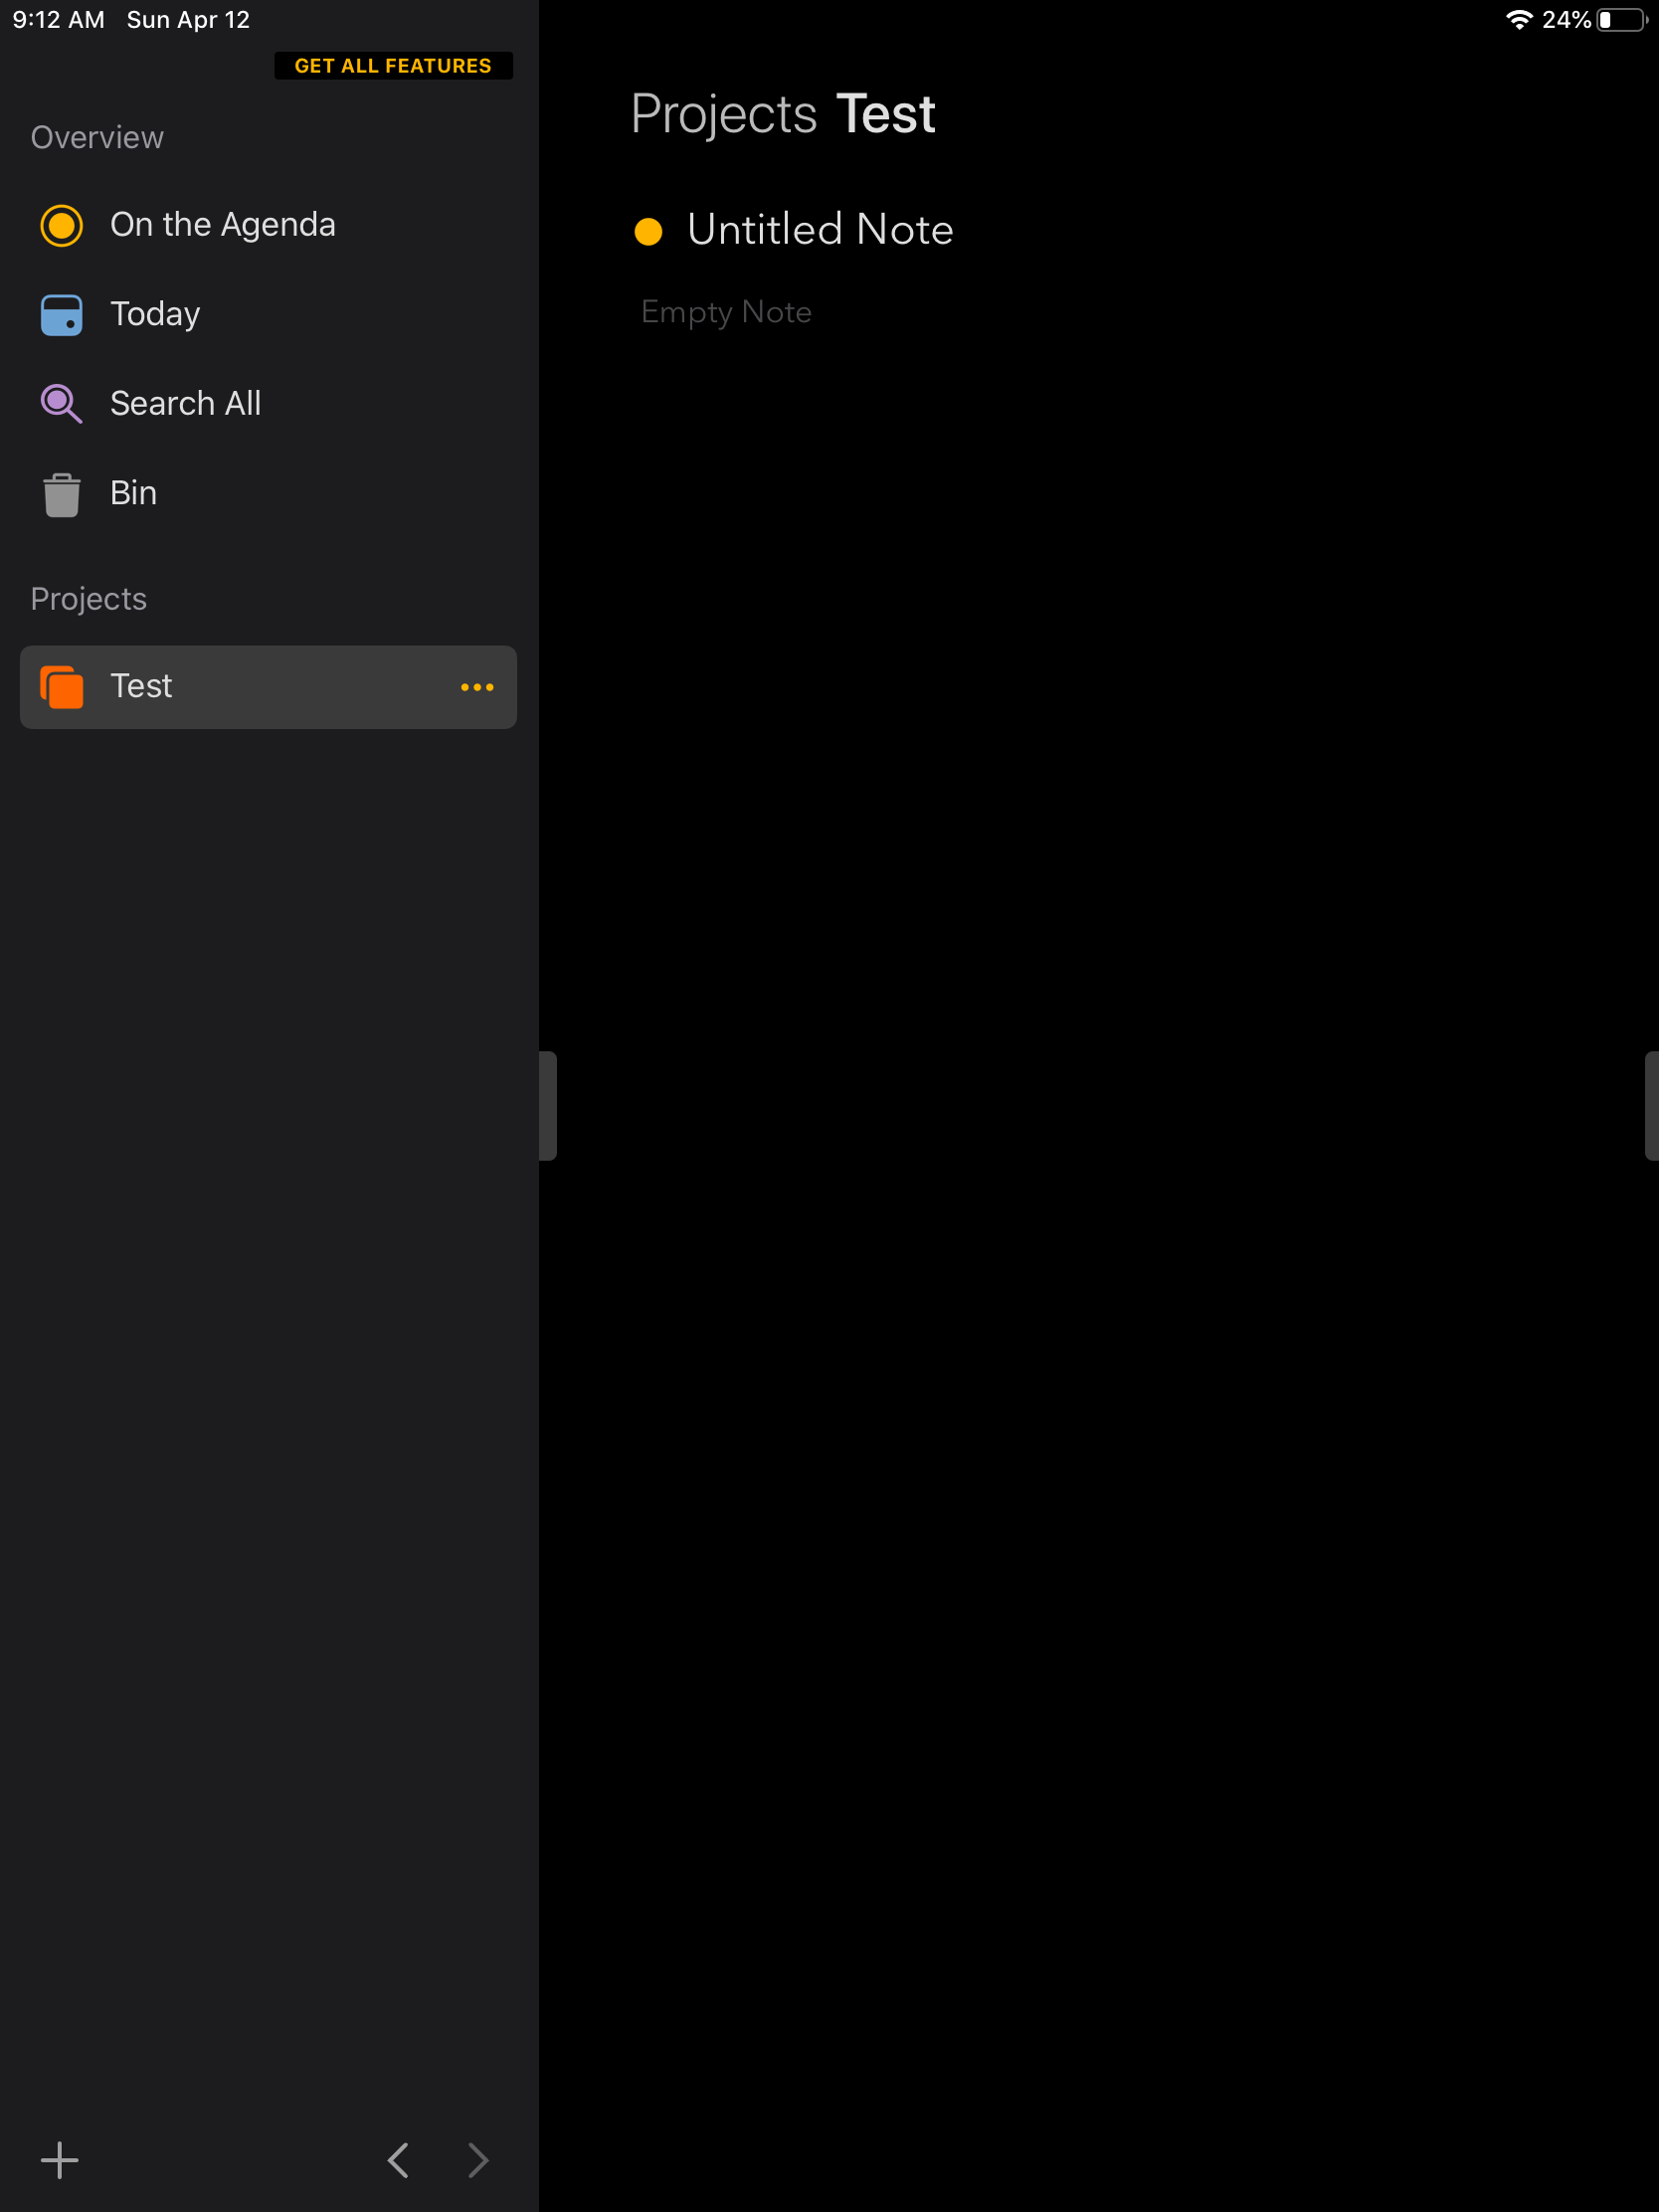 9:12 AM Sun Apr 12
24%
GET ALL FEATURES
Overview
On the Agenda
Today
Search All
Bin
Projects
Test
Projects Test
Untitled Note
Empty Note